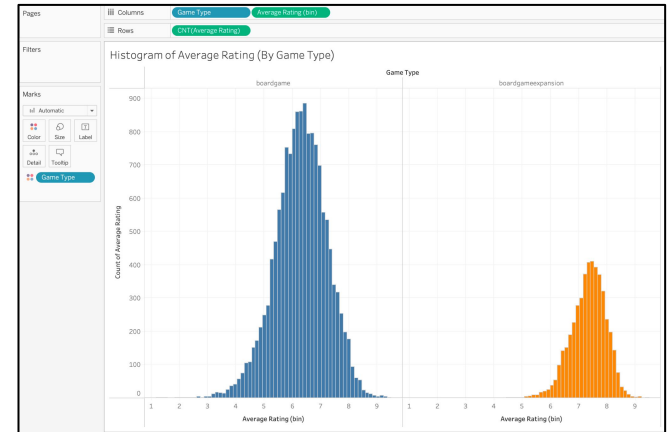 Pages
iii Columns
Game Type
Average Rating (bin)
Rows
CNT(Average Rating)
Filters
Histogram of Average Rating (By Game Type)
Game Type
boardgame
boardgameexpansion
Marks
Automatic
Color
Size
Label
Detail
Tooltip
Game Type
Count of Average Rating
900
800
700
600
500
400
300
200
100
0
1 2 3 4 5 6 7 8 9
1 2 3 4 5 6 7 8 9
Average Rating (bin)
Average Rating (bin)